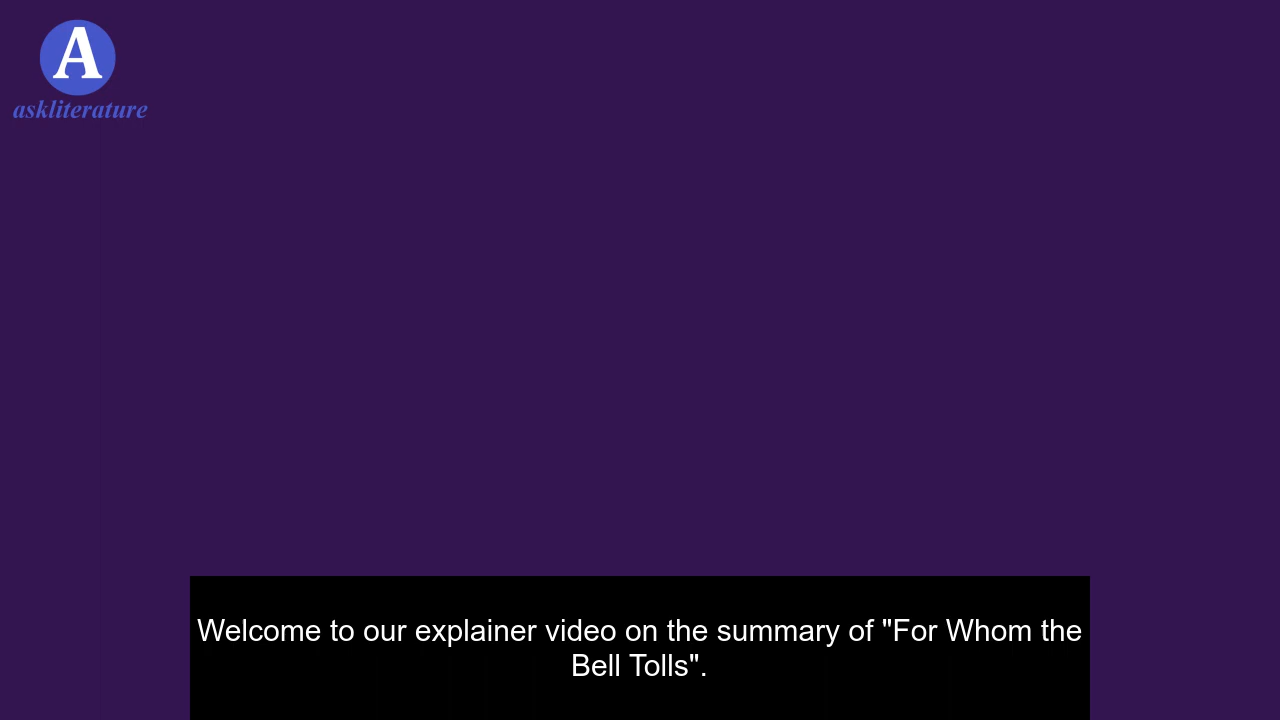 A
askliterature
Welcome to our explainer video on the summary of "For Whom the
Bell Tolls".